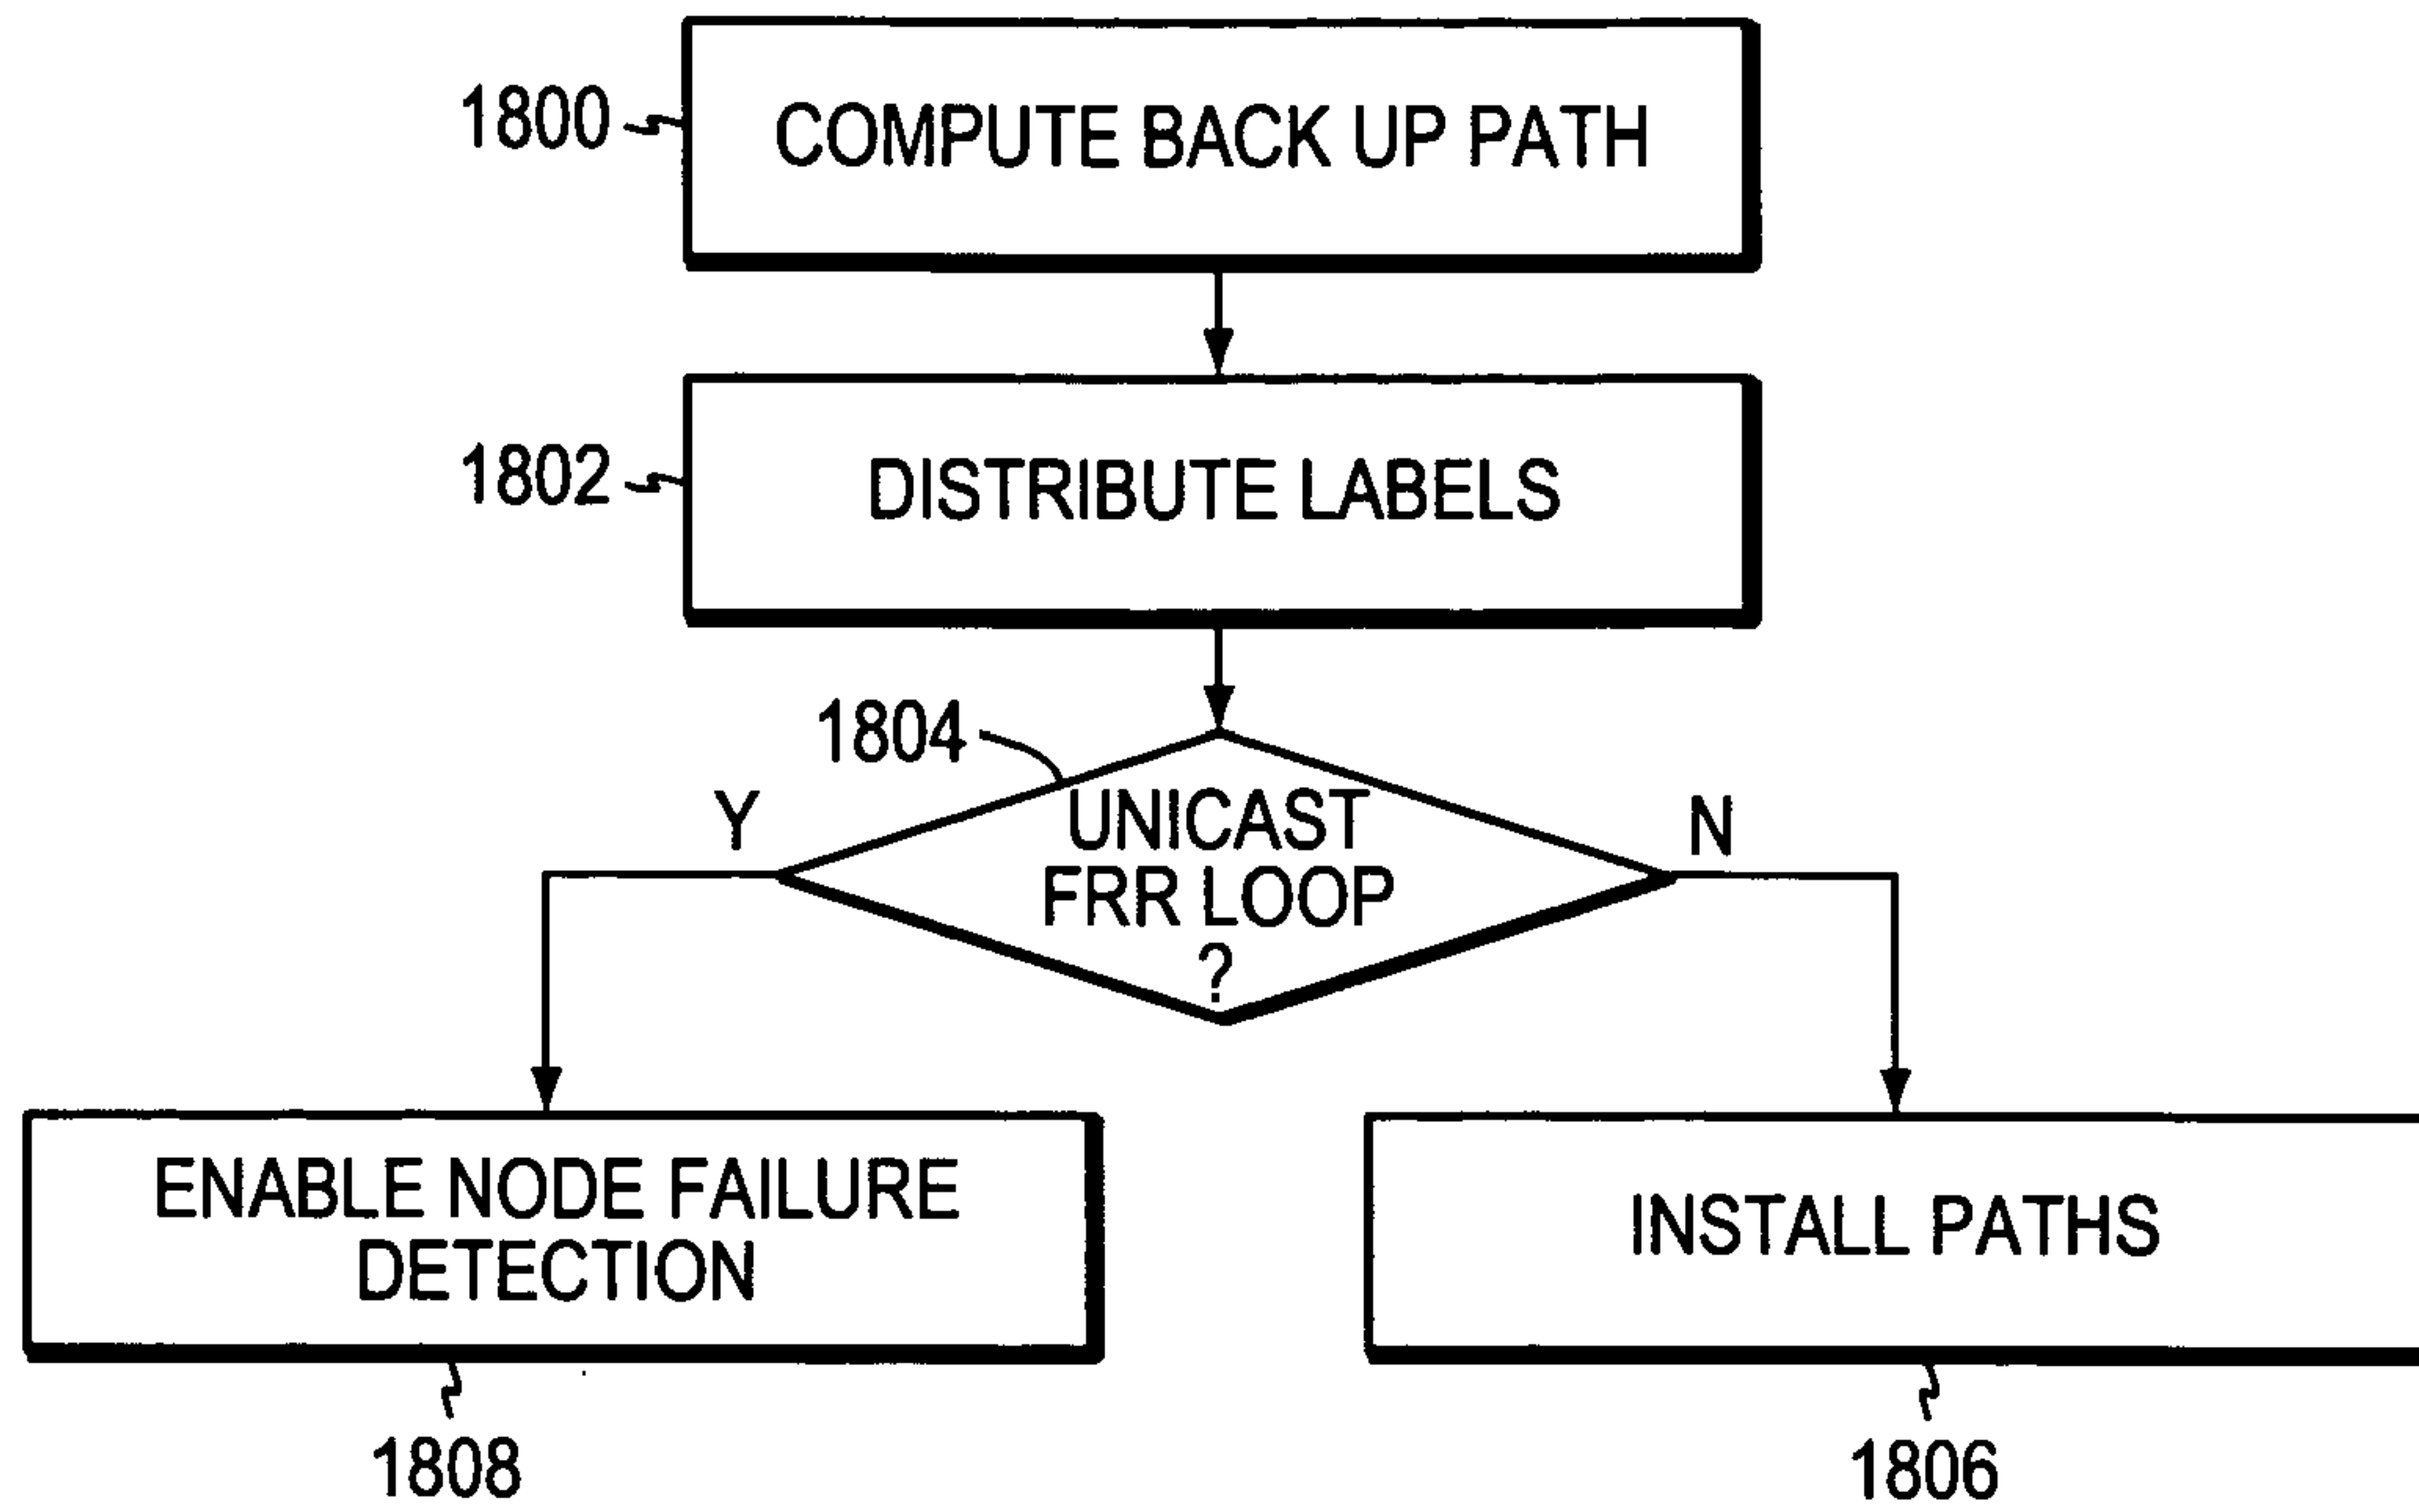 1800
COMPUTE BACK UP PATH
1802
DISTRIBUTE LABELS
1804
Y
UNICAST
FRR LOOP
?
N
ENABLE NODE FAILURE
DETECTION
INSTALL PATHS
1808
1806